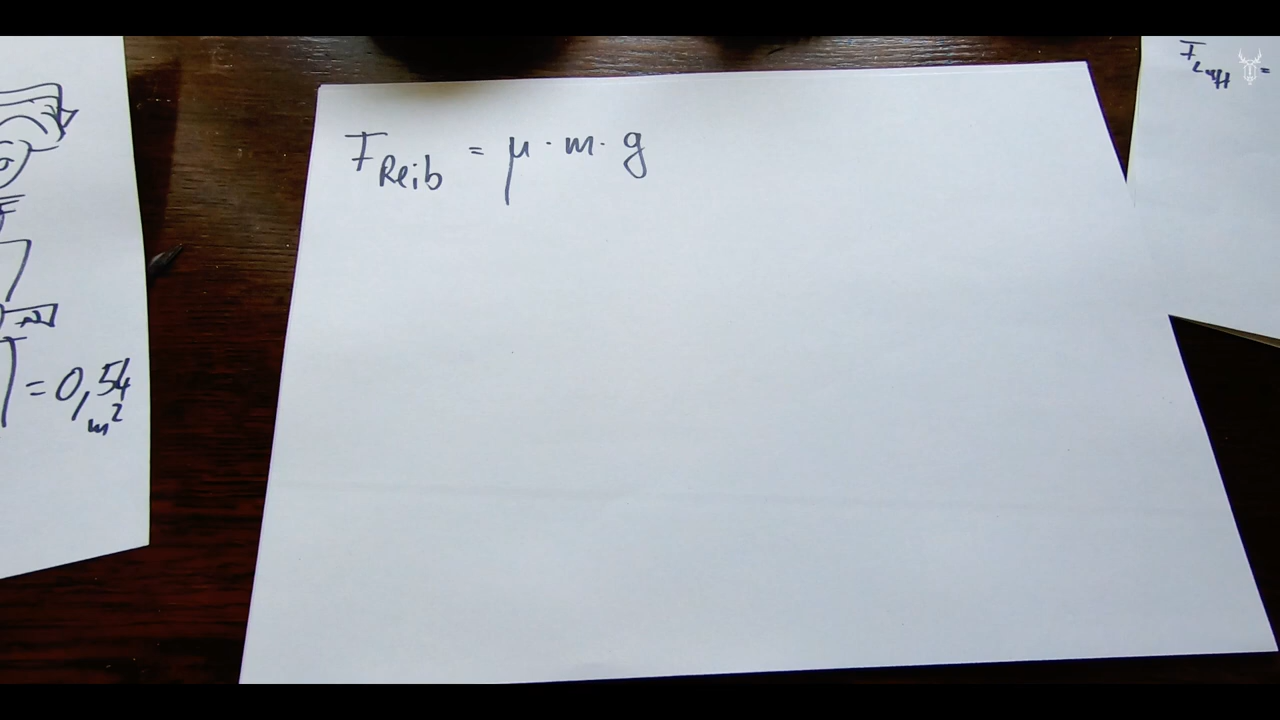 F_Reib = μ · m · g
= 0,54
m²
F_Luft =